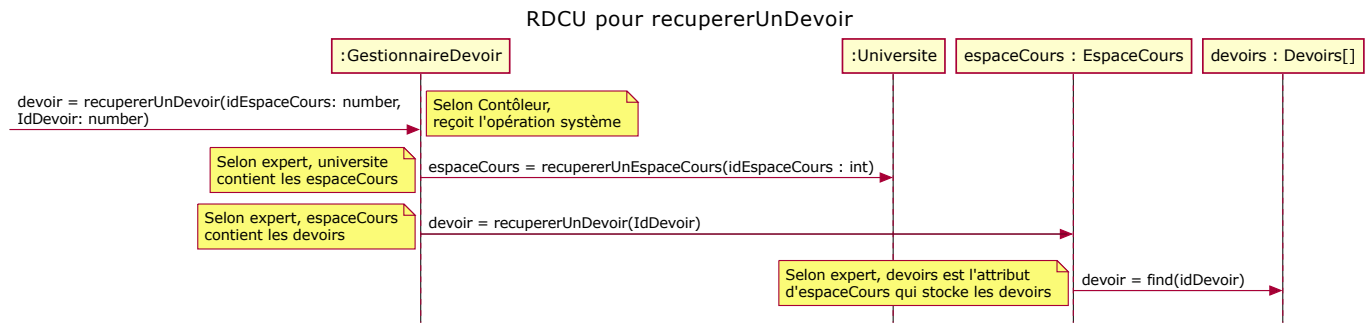 RDCU pour recupererUnDevoir
:GestionnaireDevoir
:Universite
espaceCours : EspaceCours
devoirs : Devoirs[]
devoir = recupererUnDevoir(idEspaceCours: number,
IdDevoir: number)
Selon Contôleur,
reçoit l'opération système
Selon expert, universite
contient les espaceCours
espaceCours = recupererUnEspaceCours(idEspaceCours : int)
Selon expert, espaceCours
contient les devoirs
devoir = recupererUnDevoir(IdDevoir)
Selon expert, devoirs est l'attribut
d'espaceCours qui stocke les devoirs
devoir = find(idDevoir)